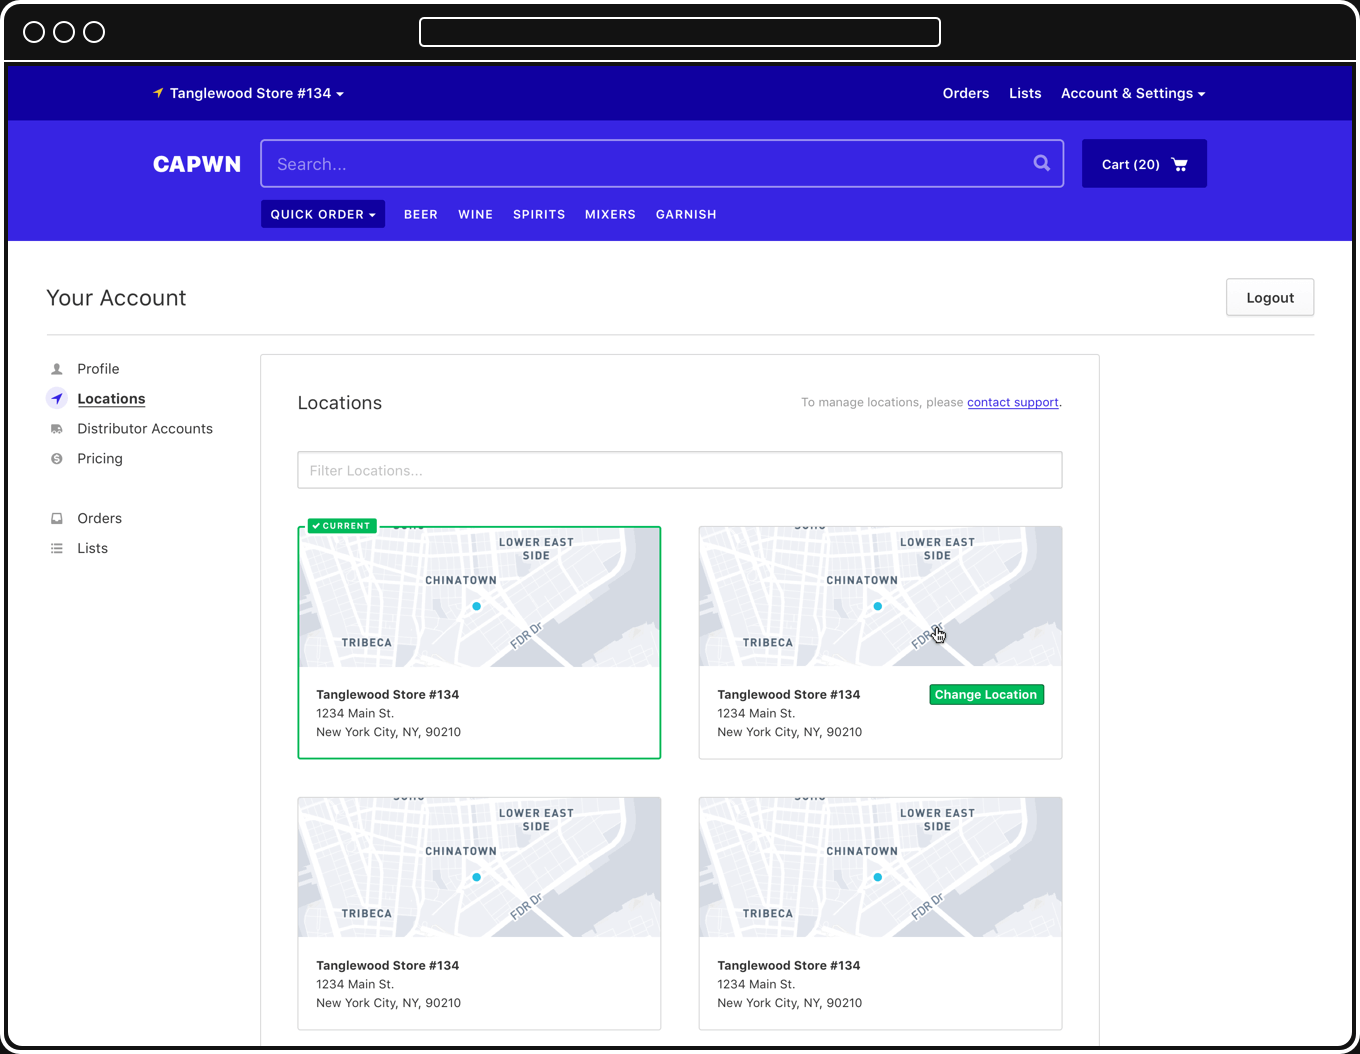 Tanglewood Store #134
Orders
Lists
Account & Settings
CAPWN
Search...
Cart (20)
QUICK ORDER
BEER
WINE
SPIRITS
MIXERS
GARNISH
Your Account
Logout
Profile
Locations
Distributor Accounts
Pricing
Orders
Lists
Locations
To manage locations, please contact support.
Filter Locations...
CURRENT
LOWER EAST
SIDE
CHINATOWN
TRIBECA
FDR Dr
Tanglewood Store #134
1234 Main St.
New York City, NY, 90210
LOWER EAST
SIDE
CHINATOWN
TRIBECA
FDR Dr
Tanglewood Store #134
Change Location
1234 Main St.
New York City, NY, 90210
LOWER EAST
SIDE
CHINATOWN
TRIBECA
FDR Dr
Tanglewood Store #134
1234 Main St.
New York City, NY, 90210
LOWER EAST
SIDE
CHINATOWN
TRIBECA
FDR Dr
Tanglewood Store #134
1234 Main St.
New York City, NY, 90210